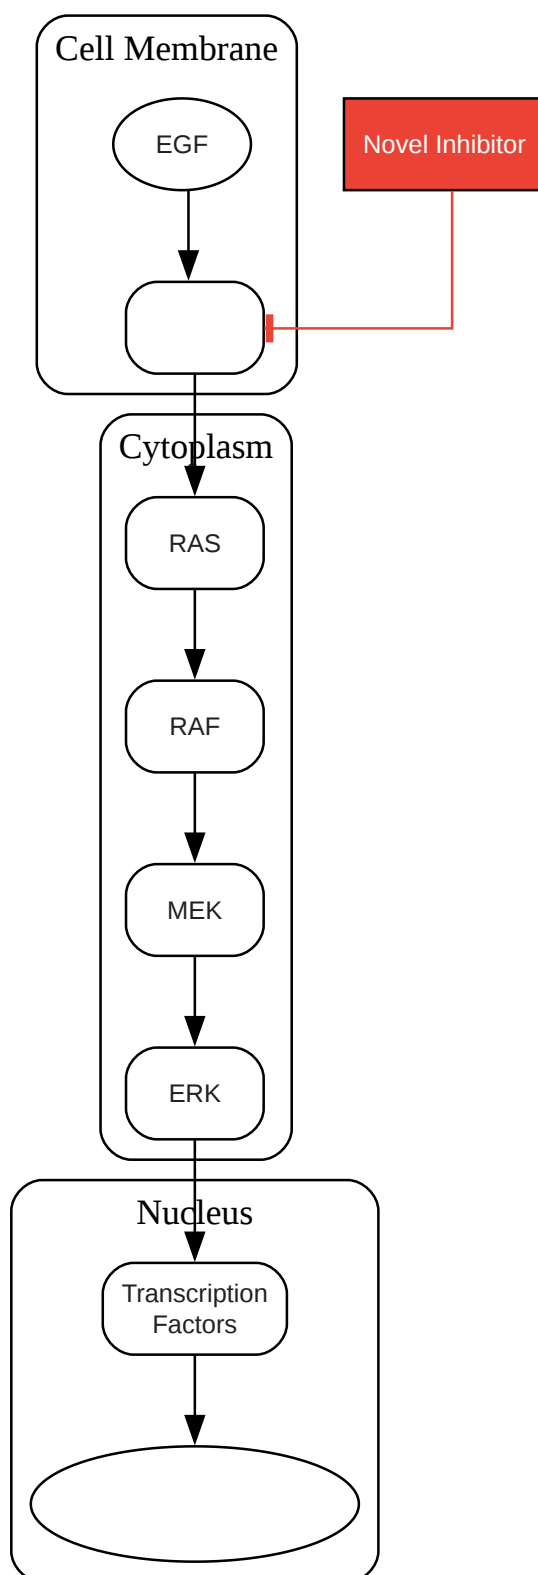 Cell Membrane
EGF
Novel Inhibitor
Cytoplasm
RAS
RAF
MEK
ERK
Nucleus
Transcription
Factors